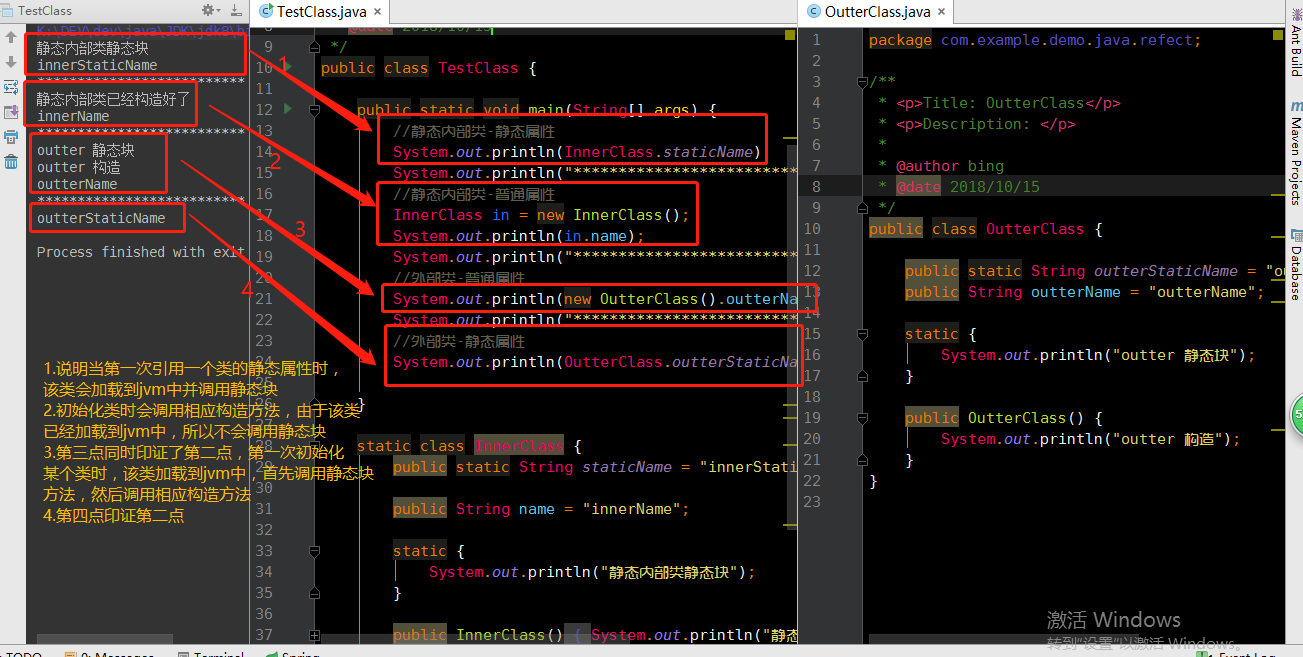 TestClass
K:\DEV\dev\java\JDK\jdk8\b
静态内部类静态块
innerStaticName
静态内部类已经构造好了
innerName
outter 静态块
outter 构造
outterName
outterStaticName
Process finished with exit
1
2
3
4
1.说明当第一次引用一个类的静态属性时，
该类会加载到jvm中并调用静态块
2.初始化类时会调用相应构造方法，由于该类
已经加载到jvm中，所以不会调用静态块
3.第三点同时印证了第二点，第一次初始化
某个类时，该类加载到jvm中，首先调用静态块
方法，然后调用相应构造方法
4.第四点印证第二点
TestClass.java
@date 2018/10/15
9 */
10 public class TestClass {
11
12 public static void main(String[] args) {
13 //静态内部类-静态属性
14 System.out.println(InnerClass.staticName)
15 System.out.println("**************************
16 //静态内部类-普通属性
17 InnerClass in = new InnerClass();
18 System.out.println(in.name);
19 System.out.println("**************************
20 //外部类-普通属性
21 System.out.println(new OutterClass().outterNa
22 System.out.println("**************************
23 //外部类-静态属性
24 System.out.println(OutterClass.outterStaticNa
26 }
28 static class InnerClass {
29 public static String staticName = "innerStati
30
31 public String name = "innerName";
32
33 static {
34 System.out.println("静态内部类静态块");
35 }
36
37 public InnerClass() { System.out.println("静态
OutterClass.java
1 package com.example.demo.java.refect;
2
3 /**
4 * <p>Title: OutterClass</p>
5 * <p>Description: </p>
6 *
7 * @author bing
8 * @date 2018/10/15
9 */
10 public class OutterClass {
11
12 public static String outterStaticName = "ou
13 public String outterName = "outterName";
14
15 static {
16 System.out.println("outter 静态块");
17 }
18
19 public OutterClass() {
20 System.out.println("outter 构造");
21 }
22 }
23
Ant Build
Maven Projects
Database
5
激活 Windows
转到"设置"以激活 Windows。
TODO
0: Messages
Terminal
Spring
Event Log